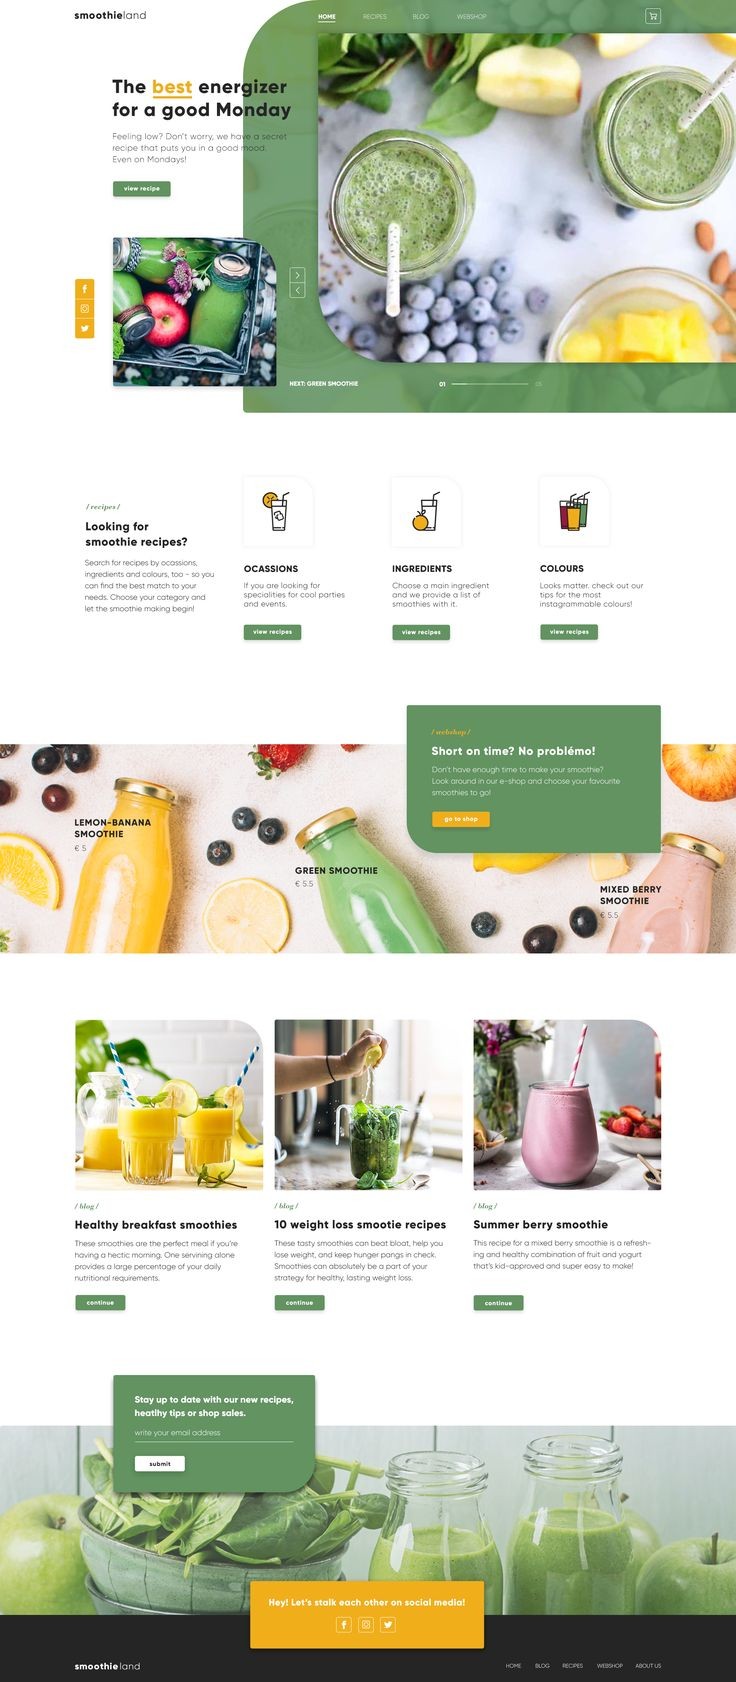 smoothieland
HOME RECIPES BLOG WEBSHOP
The best energizer
for a good Monday
Feeling low? Don't worry, we have a secret
recipe that puts you in a good mood.
Even on Mondays!
view recipe
NEXT: GREEN SMOOTHIE
01 05
/ recipes /
Looking for
smoothie recipes?
Search for recipes by ocassions,
ingredients and colours, too - so you
can find the best match to your
needs. Choose your category and
let the smoothie making begin!
OCASSIONS
If you are looking for
specialities for cool parties
and events.
view recipes
INGREDIENTS
Choose a main ingredient
and we provide a list of
smoothies with it.
view recipes
COLOURS
Looks matter. check out our
tips for the most
instagrammable colours!
view recipes
/ webshop /
Short on time? No problémo!
Don't have enough time to make your smoothie?
Look around in our e-shop and choose your favourite
smoothies to go!
go to shop
LEMON-BANANA
SMOOTHIE
€ 5
GREEN SMOOTHIE
€ 5.5
MIXED BERRY
SMOOTHIE
€ 5.5
/ blog /
Healthy breakfast smoothies
These smoothies are the perfect meal if you're
having a hectic morning. One servining alone
provides a large percentage of your daily
nutritional requirements.
continue
/ blog /
10 weight loss smootie recipes
These tasty smoothies can beat bloat, help you
lose weight, and keep hunger pangs in check.
Smoothies can absolutely be a part of your
strategy for healthy, lasting weight loss.
continue
/ blog /
Summer berry smoothie
This recipe for a mixed berry smoothie is a refresh-
ing and healthy combination of fruit and yogurt
that's kid-approved and super easy to make!
continue
Stay up to date with our new recipes,
heatlhy tips or shop sales.
write your email address
submit
Hey! Let's stalk each other on social media!
smoothieland
HOME BLOG RECIPES WEBSHOP ABOUT US